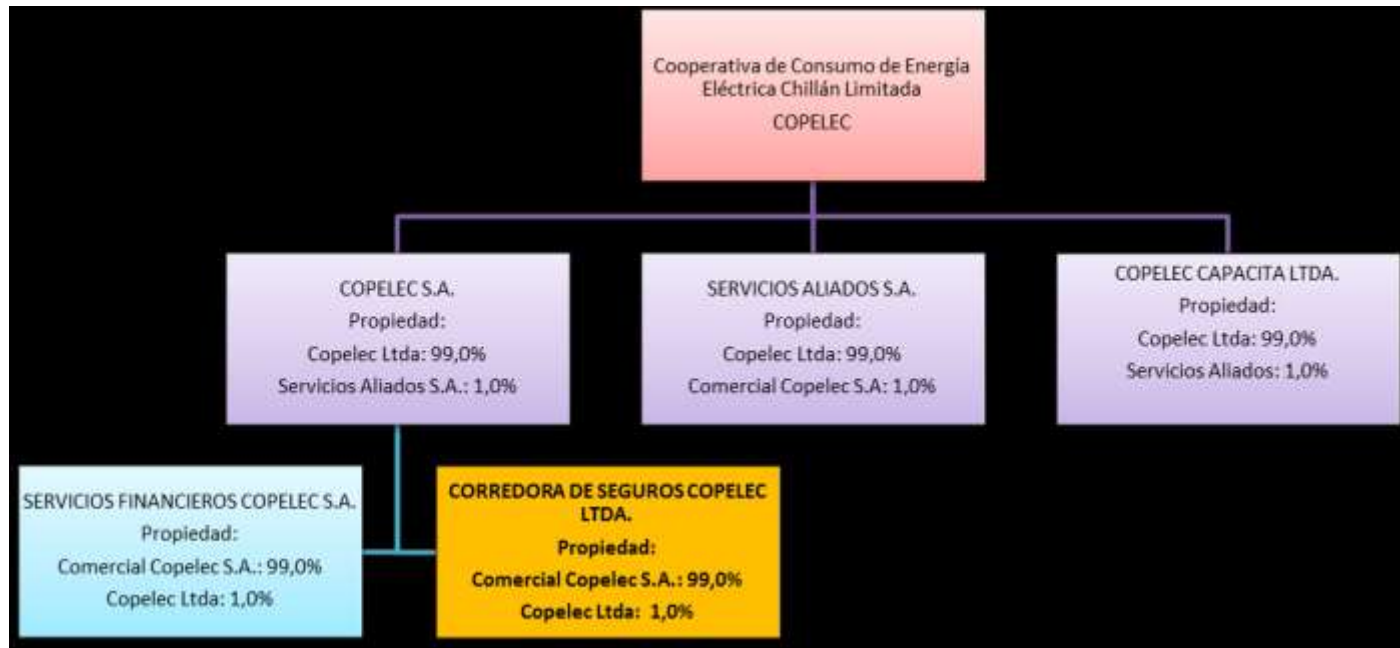 Cooperativa de Consumo de Energía
Eléctrica Chillán Limitada
COPELEC
COPELEC S.A.
Propiedad:
Copelec Ltda: 99,0%
Servicios Aliados S.A.: 1,0%
SERVICIOS ALIADOS S.A.
Propiedad:
Copelec Ltda: 99,0%
Comercial Copelec S.A: 1,0%
COPELEC CAPACITA LTDA.
Propiedad:
Copelec Ltda: 99,0%
Servicios Aliados: 1,0%
SERVICIOS FINANCIEROS COPELEC S.A.
Propiedad:
Comercial Copelec S.A.: 99,0%
Copelec Ltda: 1,0%
CORREDORA DE SEGUROS COPELEC
LTDA.
Propiedad:
Comercial Copelec S.A.: 99,0%
Copelec Ltda: 1,0%